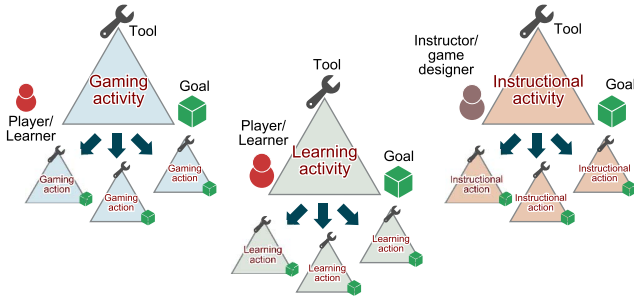 Tool
Gaming
activity
Goal
Player/
Learner
Gaming
action
Gaming
action
Gaming
action
Tool
Player/
Learner
Learning
activity
Goal
Learning
action
Learning
action
Learning
action
Tool
Instructor/
game
designer
Instructional
activity
Goal
Instructional
action
Instructional
action
Instructional
action